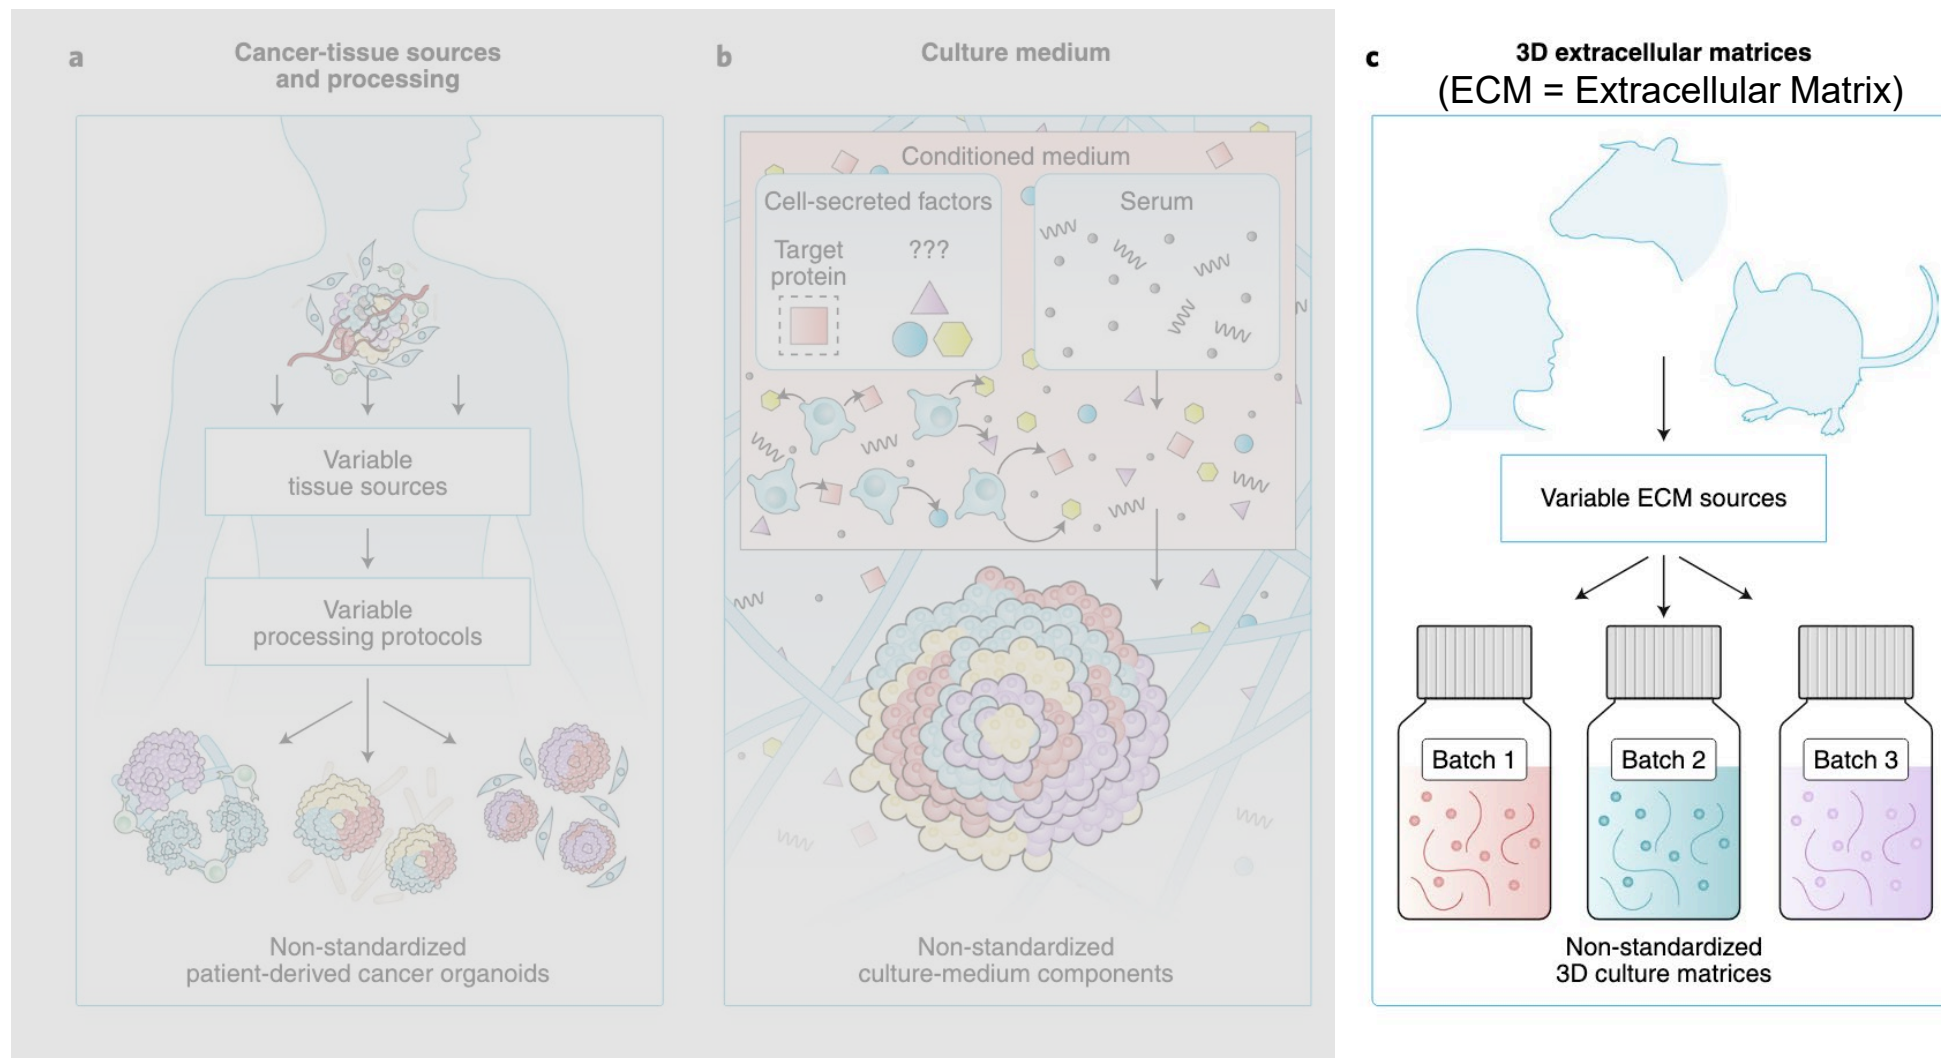 a
Cancer-tissue sources
and processing
Variable
tissue sources
Variable
processing protocols
Non-standardized
patient-derived cancer organoids
b
Culture medium
Conditioned medium
Cell-secreted factors
Target
protein
???
Serum
Non-standardized
culture-medium components
c
3D extracellular matrices
(ECM = Extracellular Matrix)
Variable ECM sources
Batch 1
Batch 2
Batch 3
Non-standardized
3D culture matrices